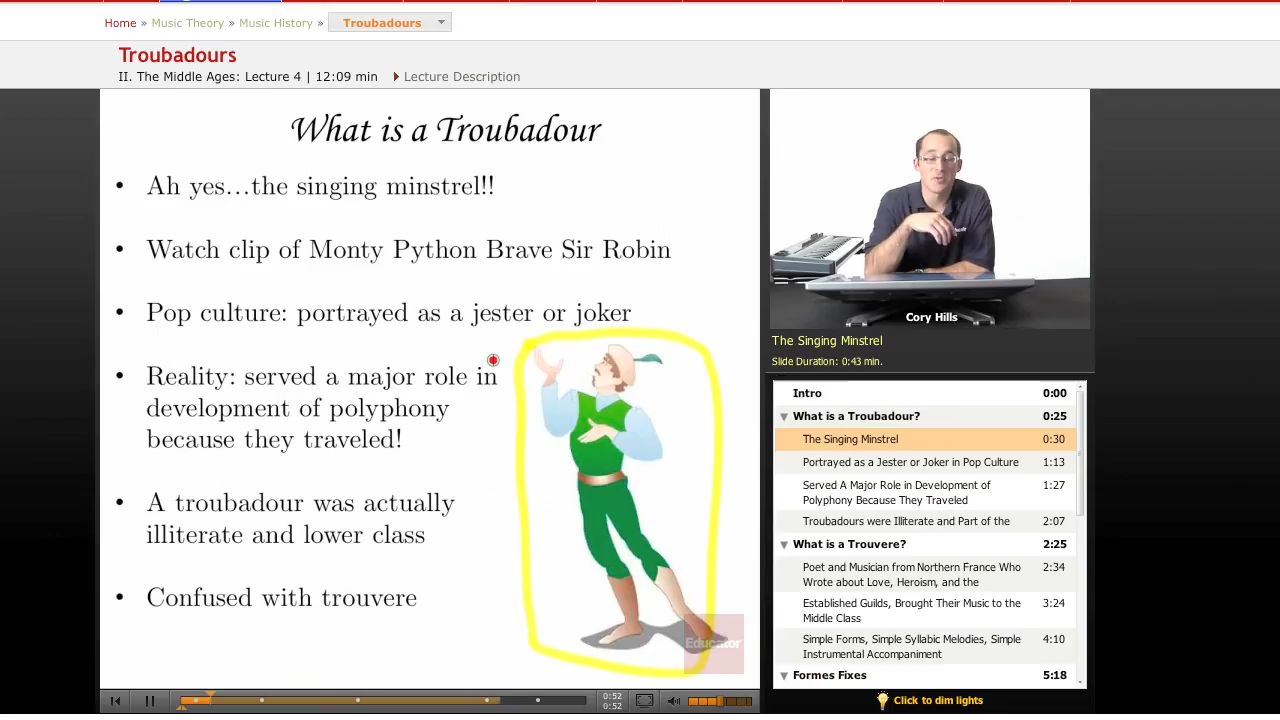 Home » Music Theory » Music History » Troubadours
Troubadours
II. The Middle Ages: Lecture 4 | 12:09 min Lecture Description
What is a Troubadour
• Ah yes...the singing minstrel!!
• Watch clip of Monty Python Brave Sir Robin
• Pop culture: portrayed as a jester or joker
• Reality: served a major role in
development of polyphony
because they traveled!
• A troubadour was actually
illiterate and lower class
• Confused with trouvere
Educator
0:52
0:52
Cory Hills
The Singing Minstrel
Slide Duration: 0:43 min.
Intro 0:00
What is a Troubadour? 0:25
The Singing Minstrel 0:30
Portrayed as a Jester or Joker in Pop Culture 1:13
Served A Major Role in Development of 1:27
Polyphony Because They Traveled
Troubadours were Illiterate and Part of the 2:07
What is a Trouvere? 2:25
Poet and Musician from Northern France Who 2:34
Wrote about Love, Heroism, and the
Established Guilds, Brought Their Music to the 3:24
Middle Class
Simple Forms, Simple Syllabic Melodies, Simple 4:10
Instrumental Accompaniment
Formes Fixes 5:18
Click to dim lights